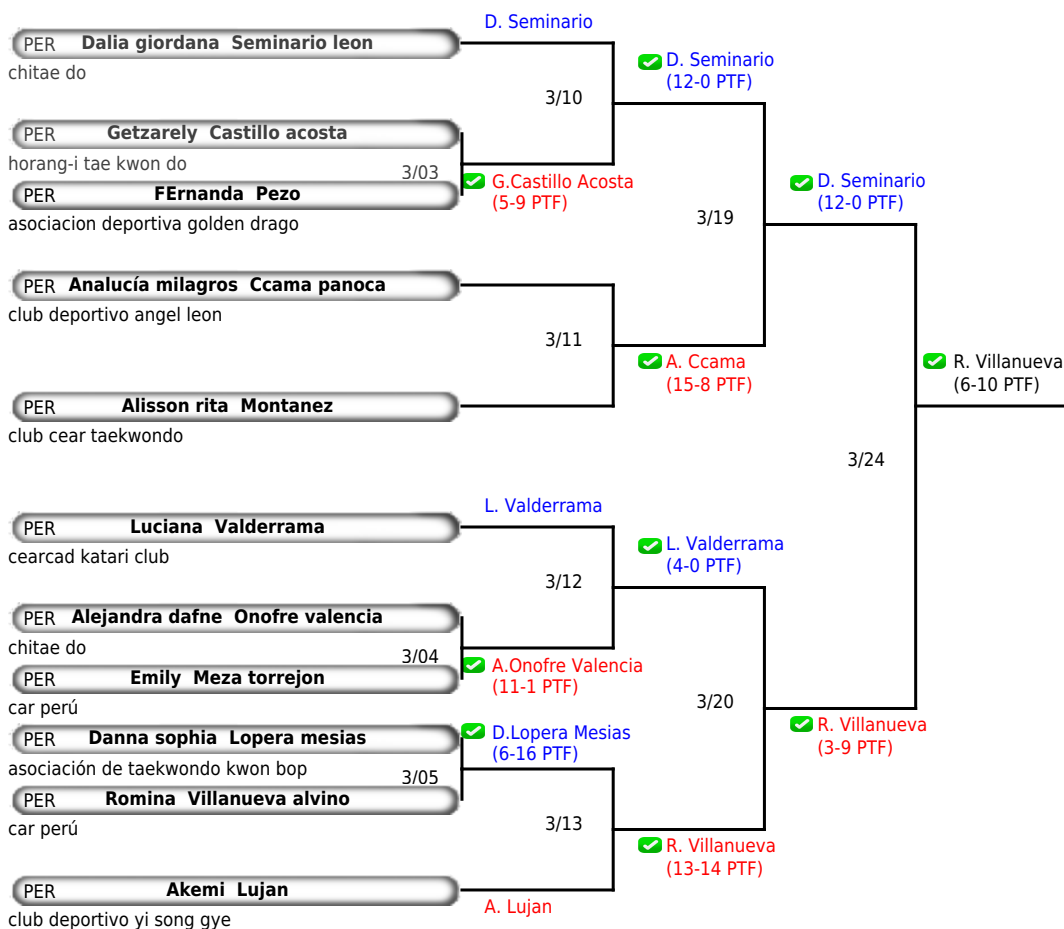 D. Seminario
PER Dalia giordana Seminario leon
chitae do
D. Seminario
(12-0 PTF)
3/10
PER Getzarely Castillo acosta
horang-i tae kwon do
3/03
G.Castillo Acosta
(5-9 PTF)
PER FErnanda Pezo
asociacion deportiva golden drago
D. Seminario
(12-0 PTF)
3/19
PER Analucía milagros Ccama panoca
club deportivo angel leon
3/11
A. Ccama
(15-8 PTF)
R. Villanueva
(6-10 PTF)
PER Alisson rita Montanez
club cear taekwondo
3/24
L. Valderrama
PER Luciana Valderrama
cearcad katari club
L. Valderrama
(4-0 PTF)
3/12
PER Alejandra dafne Onofre valencia
chitae do
3/04
A.Onofre Valencia
(11-1 PTF)
PER Emily Meza torrejon
car perú
3/20
R. Villanueva
(3-9 PTF)
PER Danna sophia Lopera mesias
D.Lopera Mesias
(6-16 PTF)
asociación de taekwondo kwon bop
3/05
PER Romina Villanueva alvino
car perú
3/13
R. Villanueva
(13-14 PTF)
PER Akemi Lujan
A. Lujan
club deportivo yi song gye